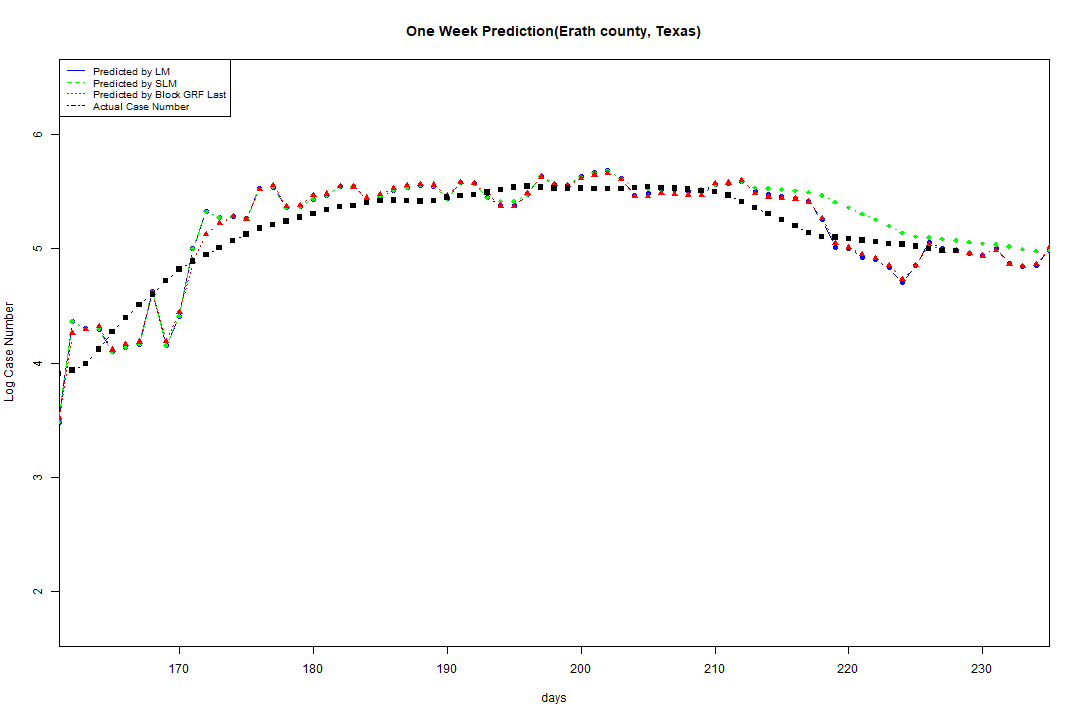 One Week Prediction(Erath county, Texas)
Predicted by LM
Predicted by SLM
Predicted by Block GRF Last
Actual Case Number
6
5
4
3
2
Log Case Number
170 180 190 200 210 220 230
days